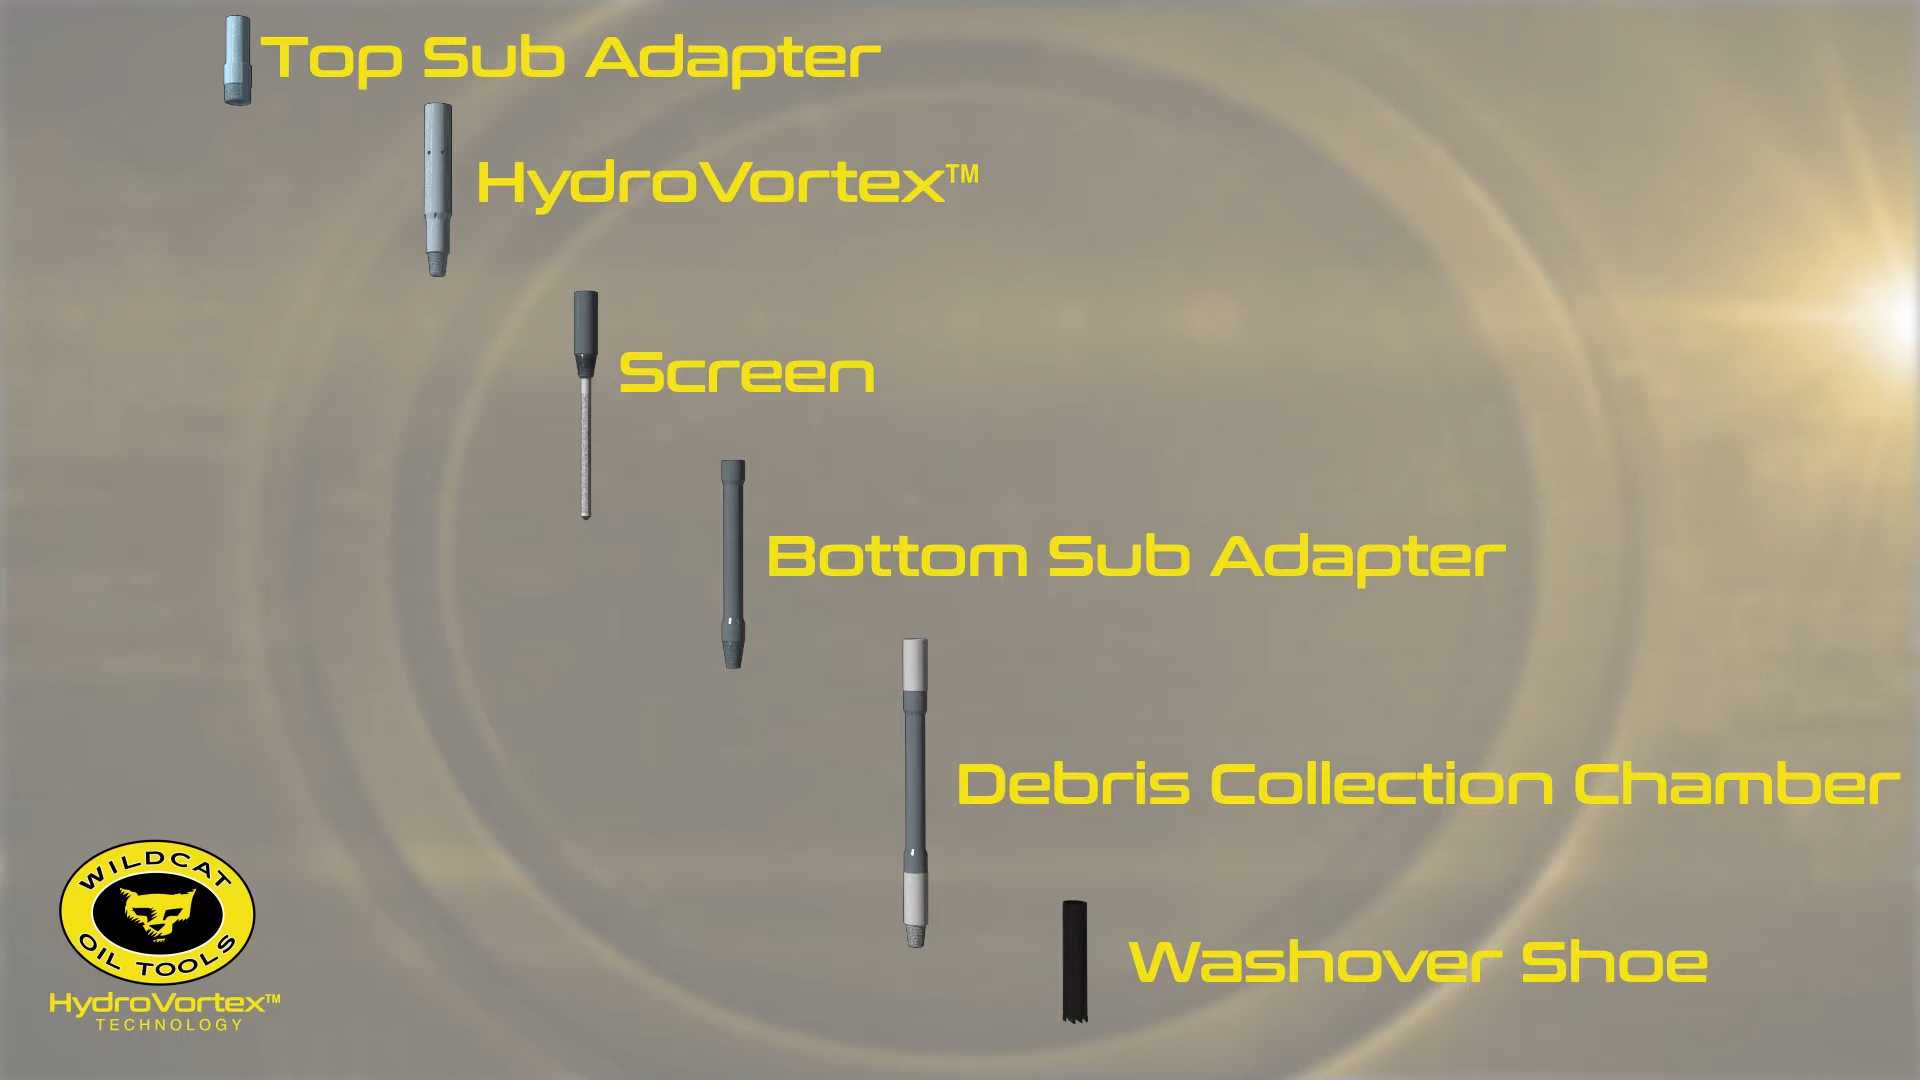 Top Sub Adapter
HydroVortex™
Screen
Bottom Sub Adapter
Debris Collection Chamber
Washover Shoe
WILDCAT
OIL TOOLS
HydroVortex™
TECHNOLOGY